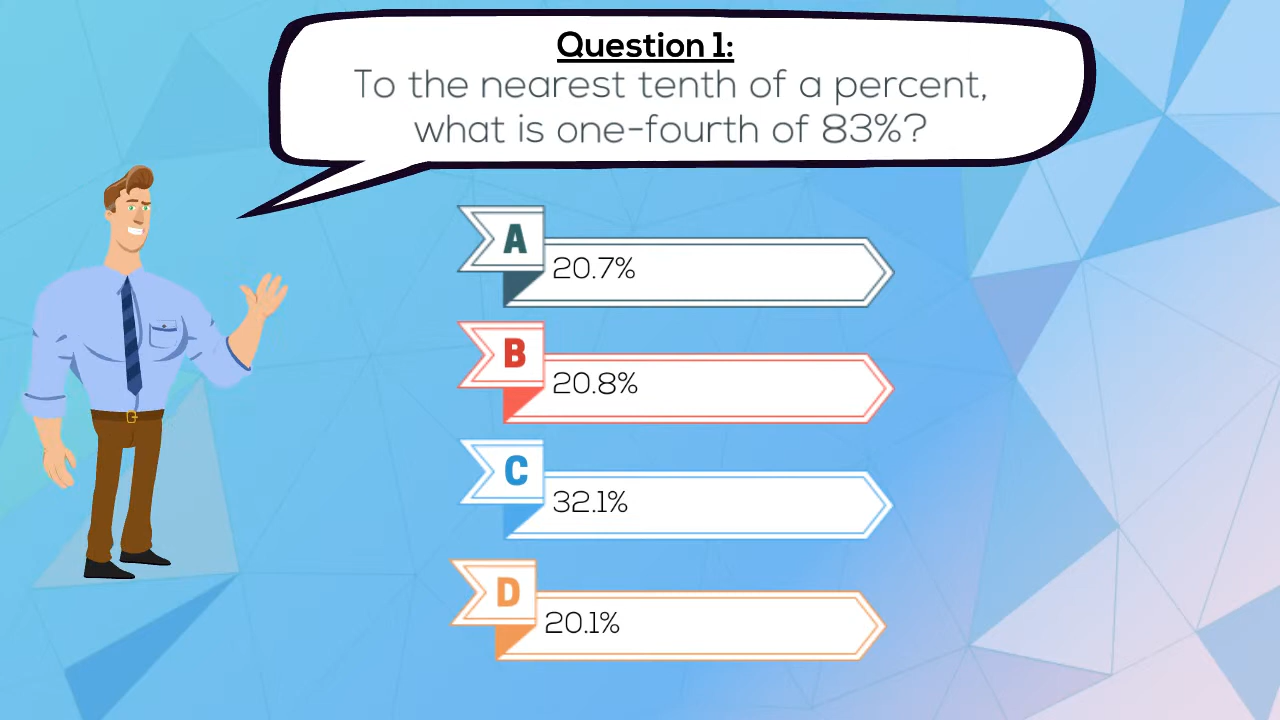 Question 1:
To the nearest tenth of a percent,
what is one-fourth of 83%?
A
20.7%
B
20.8%
C
32.1%
D
20.1%